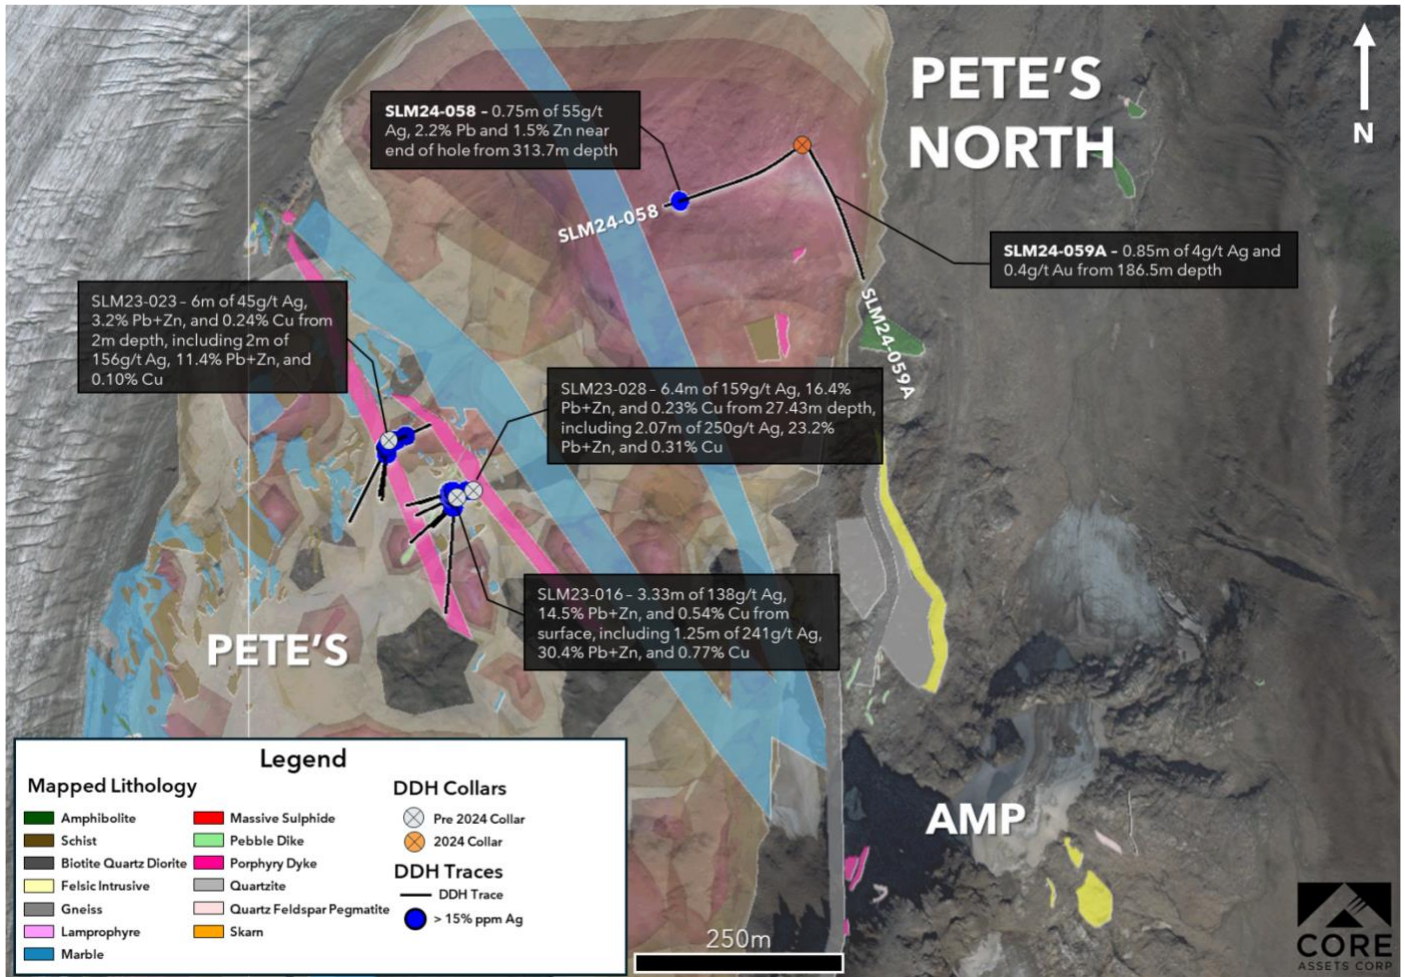 PETE'S
NORTH
N
SLM24-058 – 0.75m of 55g/t
Ag, 2.2% Pb and 1.5% Zn near
end of hole from 313.7m depth
SLM24-058
SLM24-059A – 0.85m of 4g/t Ag and
0.4g/t Au from 186.5m depth
SLM24-059A
SLM23-023 – 6m of 45g/t Ag,
3.2% Pb+Zn, and 0.24% Cu from
2m depth, including 2m of
156g/t Ag, 11.4% Pb+Zn, and
0.10% Cu
SLM23-028 – 6.4m of 159g/t Ag, 16.4%
Pb+Zn, and 0.23% Cu from 27.43m depth,
including 2.07m of 250g/t Ag, 23.2%
Pb+Zn, and 0.31% Cu
SLM23-016 – 3.33m of 138g/t Ag,
14.5% Pb+Zn, and 0.54% Cu from
surface, including 1.25m of 241g/t Ag,
30.4% Pb+Zn, and 0.77% Cu
PETE'S
AMP
Legend
Mapped Lithology
Amphibolite
Schist
Biotite Quartz Diorite
Felsic Intrusive
Gneiss
Lamprophyre
Marble
Massive Sulphide
Pebble Dike
Porphyry Dyke
Quartzite
Quartz Feldspar Pegmatite
Skarn
DDH Collars
Pre 2024 Collar
2024 Collar
DDH Traces
DDH Trace
> 15% ppm Ag
250m
CORE
ASSETS CORP